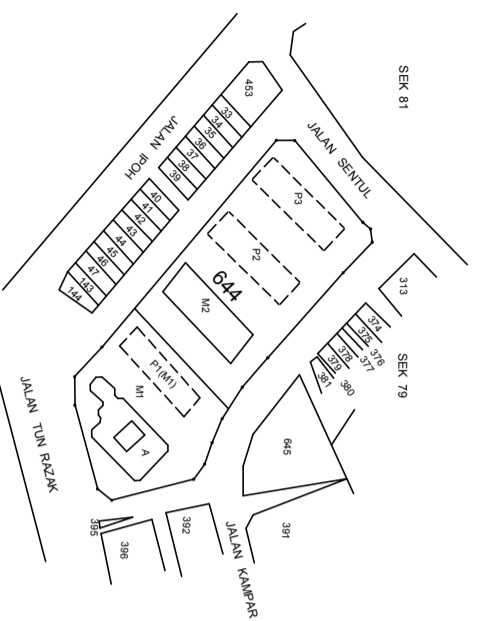 SEK 81
JALAN SENTUL
453
33
34
35
36
37
38
39
JALAN IPOH
40
41
42
43
44
45
46
47
143
144
P3
P2
644
M2
P1(M1)
M1
A
313
374
375
376
377
378
379
380
381
SEK 79
645
391
392
395
396
JALAN KAMPAR
JALAN TUN RAZAK